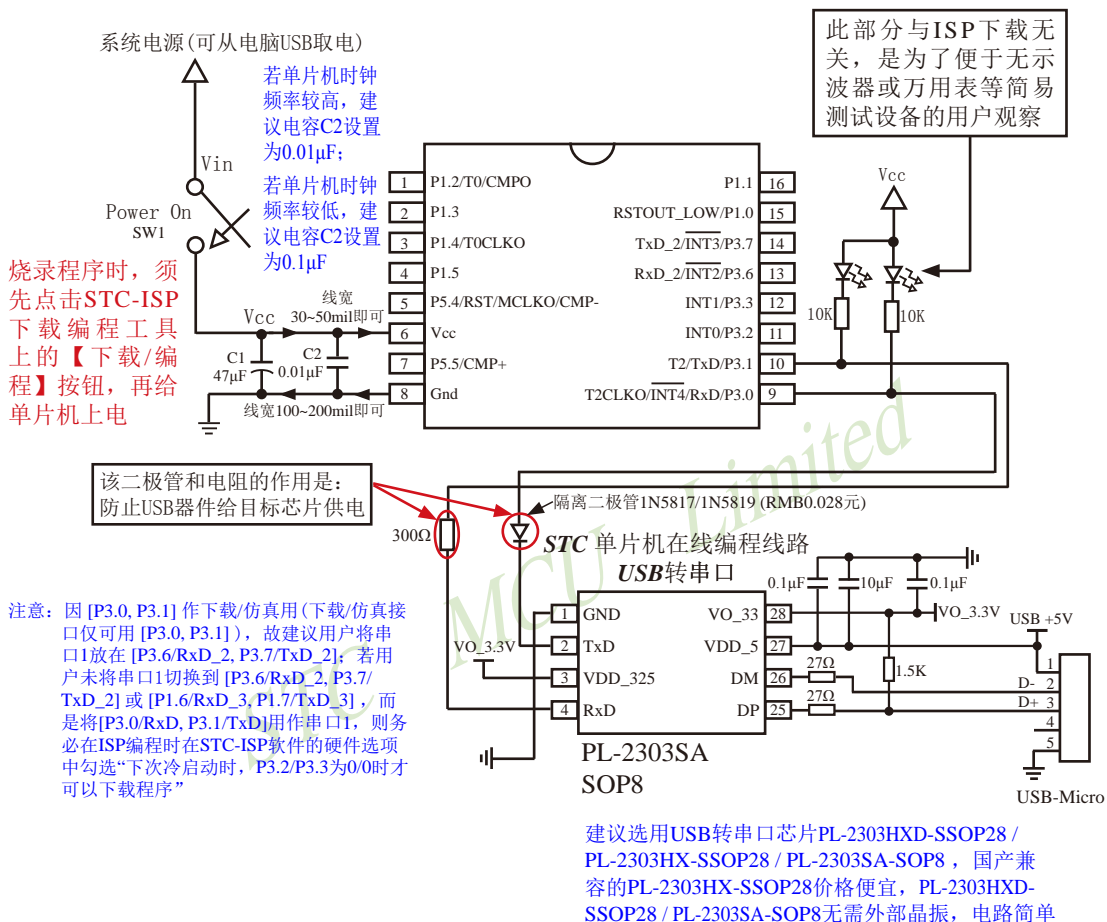 系统电源(可从电脑USB取电)
若单片机时钟
频率较高，建
议电容C2设置
为0.01μF；
若单片机时钟
频率较低，建
议电容C2设置
为0.1μF
Vin
Power On
SW1
烧录程序时，须
先点击STC-ISP
下载编程工具
上的【下载/编
程】按钮，再给
单片机上电
Vcc
线宽
30~50mil即可
C1
47μF
C2
0.01μF
线宽100~200mil即可
1 P1.2/T0/CMPO
2 P1.3
3 P1.4/T0CLKO
4 P1.5
5 P5.4/RST/MCLKO/CMP-
6 Vcc
7 P5.5/CMP+
8 Gnd
P1.1 16
RSTOUT_LOW/P1.0 15
TxD_2/INT3/P3.7 14
RxD_2/INT2/P3.6 13
INT1/P3.3 12
INT0/P3.2 11
T2/TxD/P3.1 10
T2CLKO/INT4/RxD/P3.0 9
此部分与ISP下载无
关，是为了便于无示
波器或万用表等简易
测试设备的用户观察
Vcc
10K
10K
该二极管和电阻的作用是：
防止USB器件给目标芯片供电
300Ω
隔离二极管1N5817/1N5819 (RMB0.028元)
STC 单片机在线编程线路
USB转串口
STC MCU Limited
注意：因 [P3.0, P3.1] 作下载/仿真用(下载/仿真接
口仅可用 [P3.0, P3.1] )，故建议用户将串
口1放在 [P3.6/RxD_2, P3.7/TxD_2]；若用
户未将串口1切换到 [P3.6/RxD_2, P3.7/
TxD_2] 或 [P1.6/RxD_3, P1.7/TxD_3] ，而
是将[P3.0/RxD, P3.1/TxD]用作串口1，则务
必在ISP编程时在STC-ISP软件的硬件选项
中勾选“下次冷启动时，P3.2/P3.3为0/0时才
可以下载程序”
VO_3.3V
1 GND
2 TxD
3 VDD_325
4 RxD
VO_33 28
VDD_5 27
DM 26
DP 25
PL-2303SA
SOP8
0.1μF
10μF
0.1μF
VO_3.3V
USB +5V
27Ω
27Ω
1.5K
1
D- 2
D+ 3
4
5
USB-Micro
建议选用USB转串口芯片PL-2303HXD-SSOP28 /
PL-2303HX-SSOP28 / PL-2303SA-SOP8 ，国产兼
容的PL-2303HX-SSOP28价格便宜，PL-2303HXD-
SSOP28 / PL-2303SA-SOP8无需外部晶振，电路简单